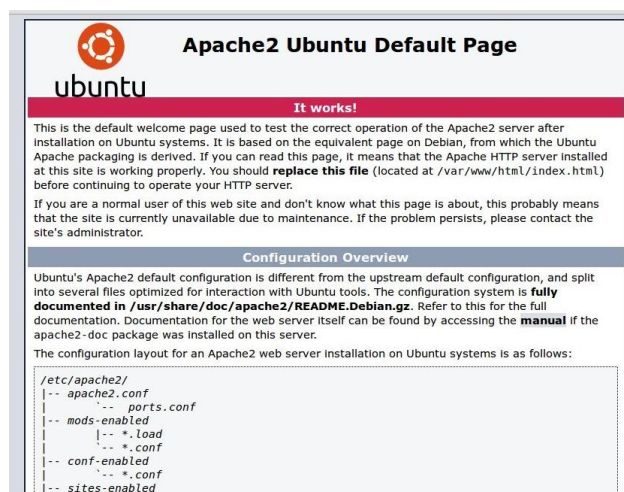 ubuntu
Apache2 Ubuntu Default Page
It works!
This is the default welcome page used to test the correct operation of the Apache2 server after
installation on Ubuntu systems. It is based on the equivalent page on Debian, from which the Ubuntu
Apache packaging is derived. If you can read this page, it means that the Apache HTTP server installed
at this site is working properly. You should replace this file (located at /var/www/html/index.html)
before continuing to operate your HTTP server.
If you are a normal user of this web site and don't know what this page is about, this probably means
that the site is currently unavailable due to maintenance. If the problem persists, please contact the
site's administrator.
Configuration Overview
Ubuntu's Apache2 default configuration is different from the upstream default configuration, and split
into several files optimized for interaction with Ubuntu tools. The configuration system is fully
documented in /usr/share/doc/apache2/README.Debian.gz. Refer to this for the full
documentation. Documentation for the web server itself can be found by accessing the manual if the
apache2-doc package was installed on this server.
The configuration layout for an Apache2 web server installation on Ubuntu systems is as follows:
/etc/apache2/
|-- apache2.conf
|       `--  ports.conf
|-- mods-enabled
|       |-- *.load
|       `-- *.conf
|-- conf-enabled
|       `-- *.conf
|-- sites-enabled